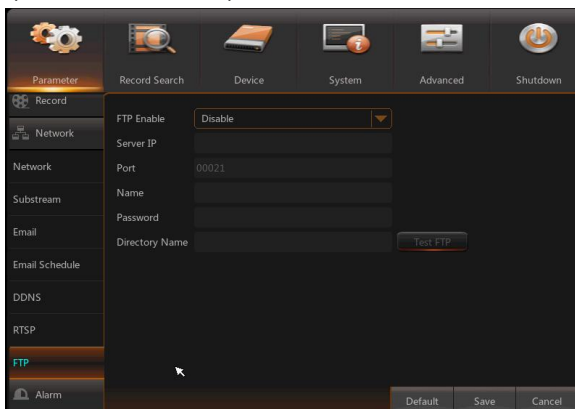 Parameter Record Search Device System Advanced Shutdown
Record
Network
Network
Substream
Email
Email Schedule
DDNS
RTSP
FTP
Alarm
FTP Enable Disable
Server IP
Port 00021
Name
Password
Directory Name Test FTP
Default Save Cancel